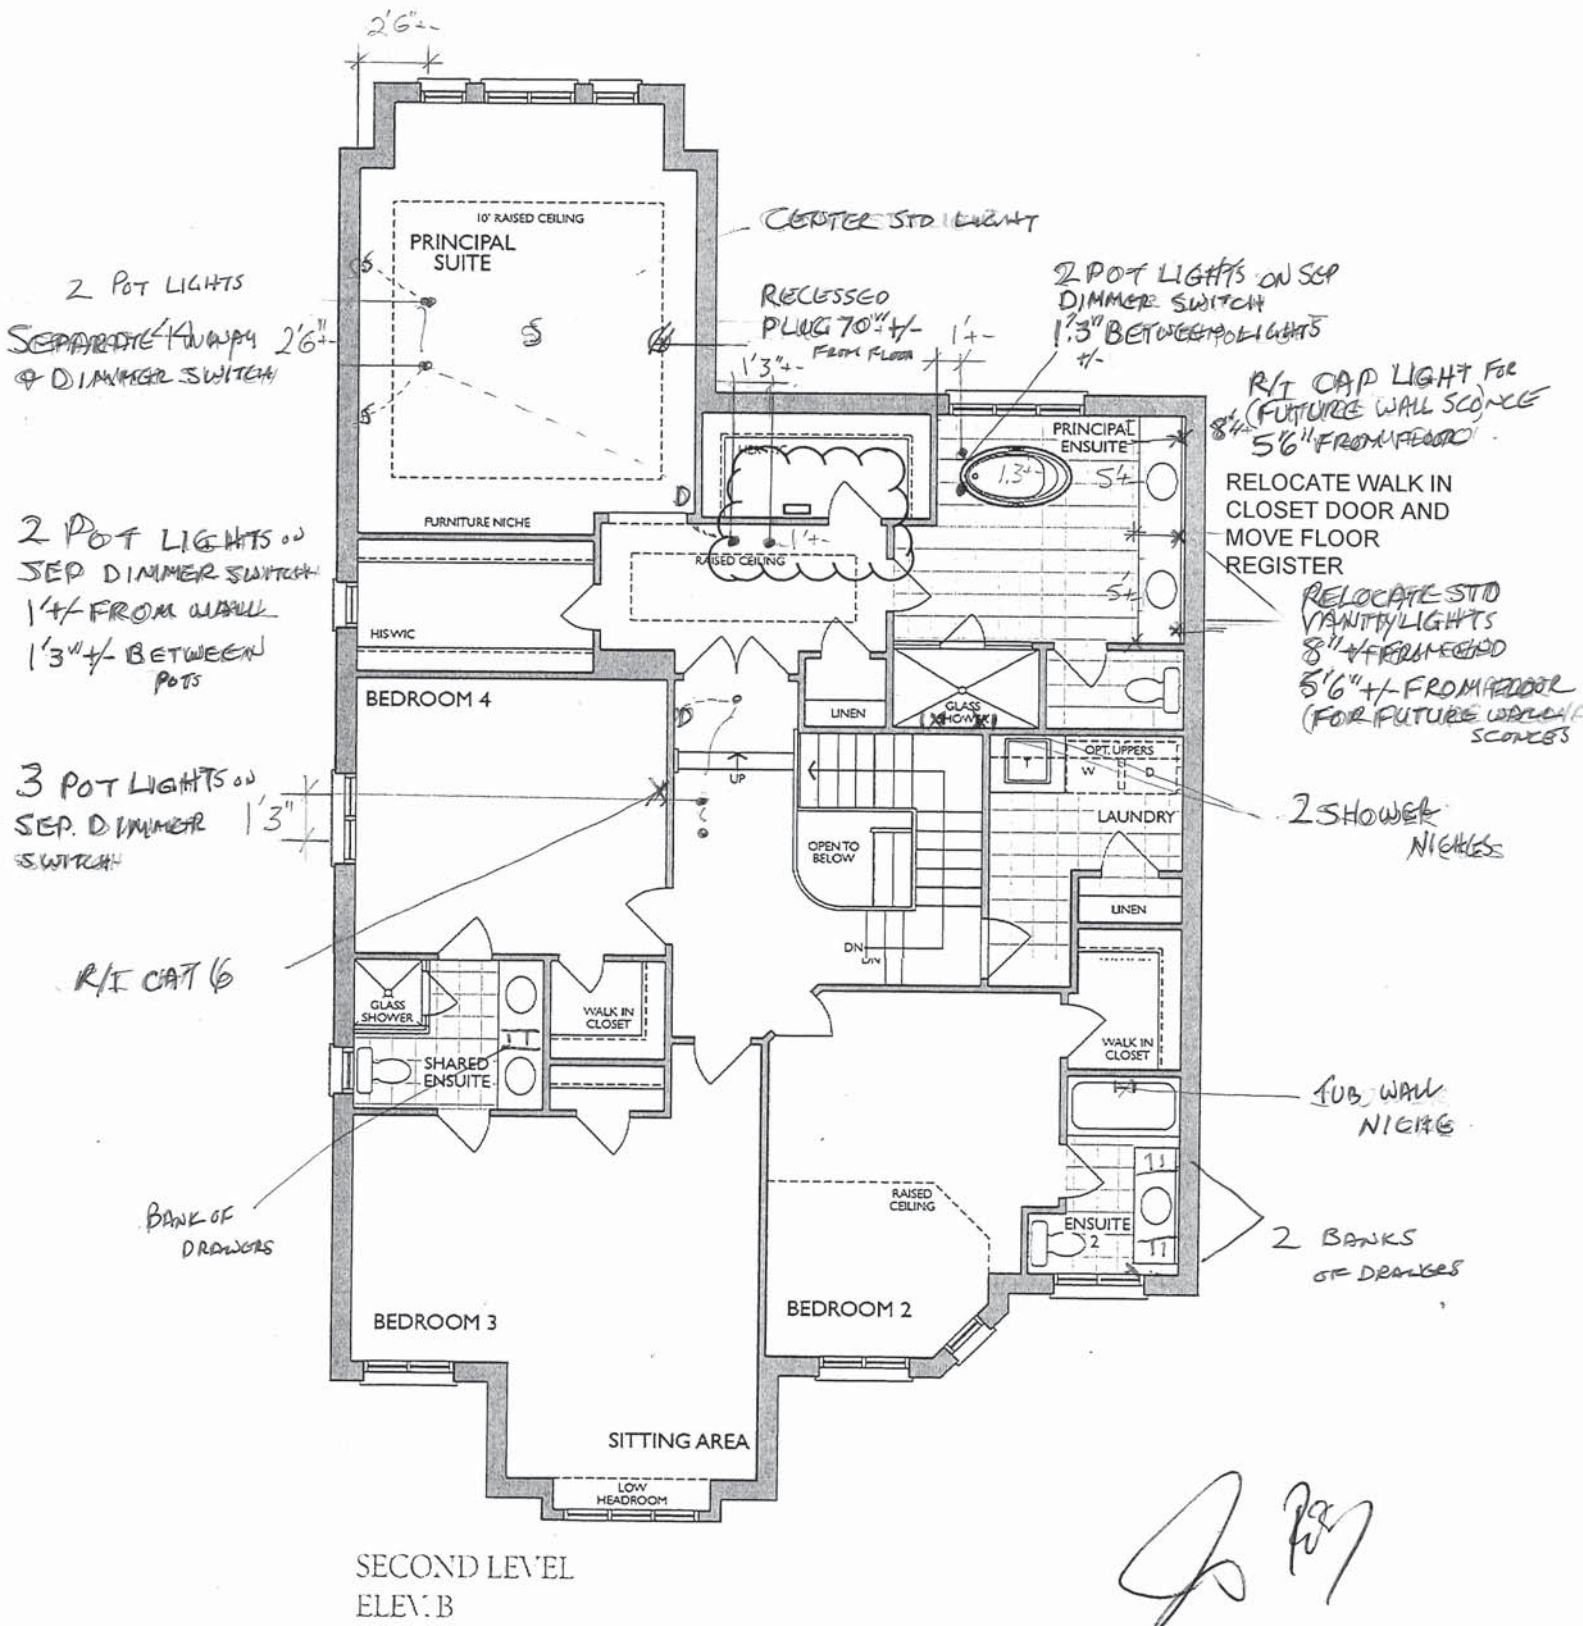 2'6"+-
10' RAISED CEILING
PRINCIPAL
SUITE
CENTER STD LIGHT
2 POT LIGHTS
SEPARATE
& DIMMER SWITCH
2'6"+-
RECESSED
PLUG 70" +/-
FROM FLOOR
1'3"+-
1'+-
2 POT LIGHTS ON SEP
DIMMER SWITCH
1'3" BETWEEN LIGHTS
+/-
R/I CAP LIGHT FOR
(FUTURE WALL SCONCE
5'6" FROM FLOOR)
PRINCIPAL
ENSUITE
1.3+-
5'+-
5'+-
RELOCATE WALK IN
CLOSET DOOR AND
MOVE FLOOR
REGISTER
FURNITURE NICHE
D
1'+-
RAISED CEILING
2 POT LIGHTS ON
SEP DIMMER SWITCH
1'+/- FROM WALL
1'3" +/- BETWEEN
POTS
HIS WIC
RELOCATE STD
VANITY LIGHTS
8" +/- FROM END
5'6" +/- FROM FLOOR
(FOR FUTURE WALL
SCONCES
BEDROOM 4
D
LINEN
GLASS
SHOWER
UP
T
OPT. UPPERS
W
D
LAUNDRY
2 SHOWER
NICHES
3 POT LIGHTS ON
SEP. DIMMER
SWITCH
1'3"
OPEN TO
BELOW
LINEN
DN
DN
R/I CAT 6
GLASS
SHOWER
WALK IN
CLOSET
SHARED
ENSUITE
WALK IN
CLOSET
TUB WALL
NICHE
BANK OF
DRAWERS
RAISED
CEILING
ENSUITE
2
2 BANKS
OF DRAWERS
BEDROOM 3
BEDROOM 2
SITTING AREA
LOW
HEADROOM
SECOND LEVEL
ELEV. B